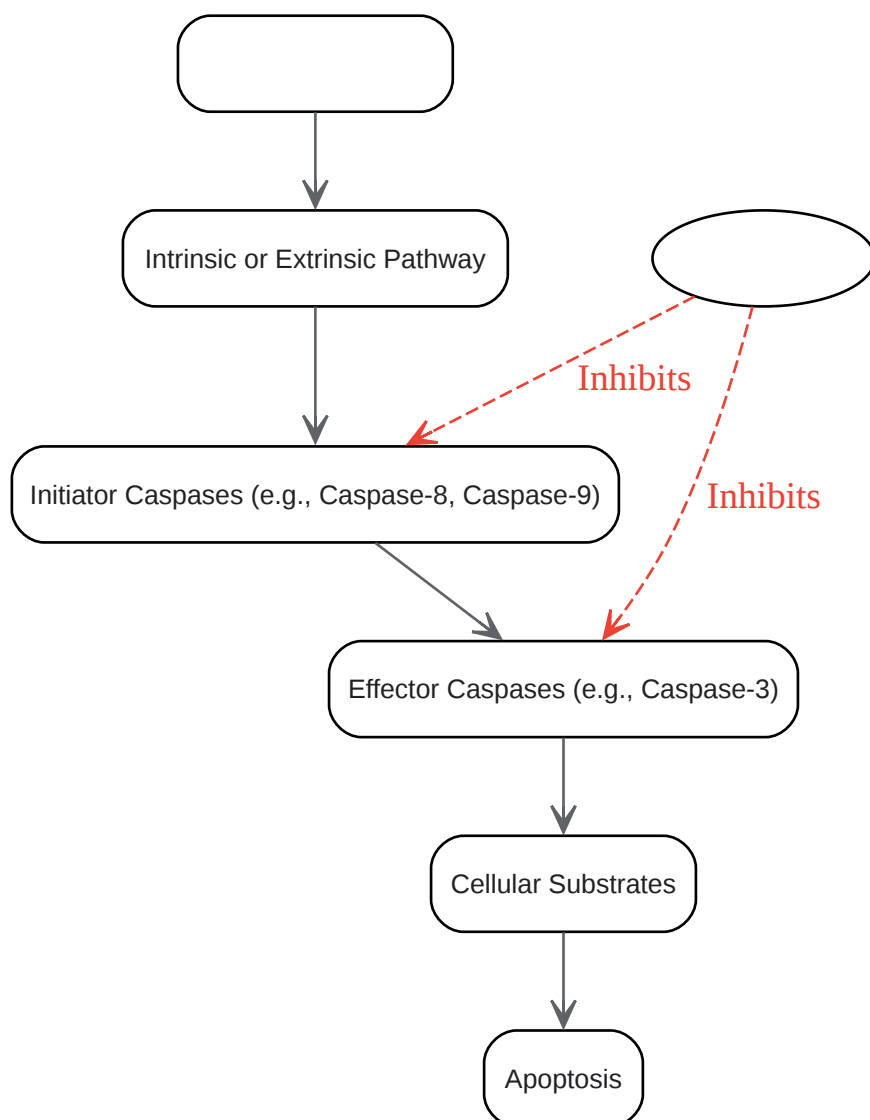 Intrinsic or Extrinsic Pathway
Inhibits
Initiator Caspases (e.g., Caspase-8, Caspase-9)
Inhibits
Effector Caspases (e.g., Caspase-3)
Cellular Substrates
Apoptosis